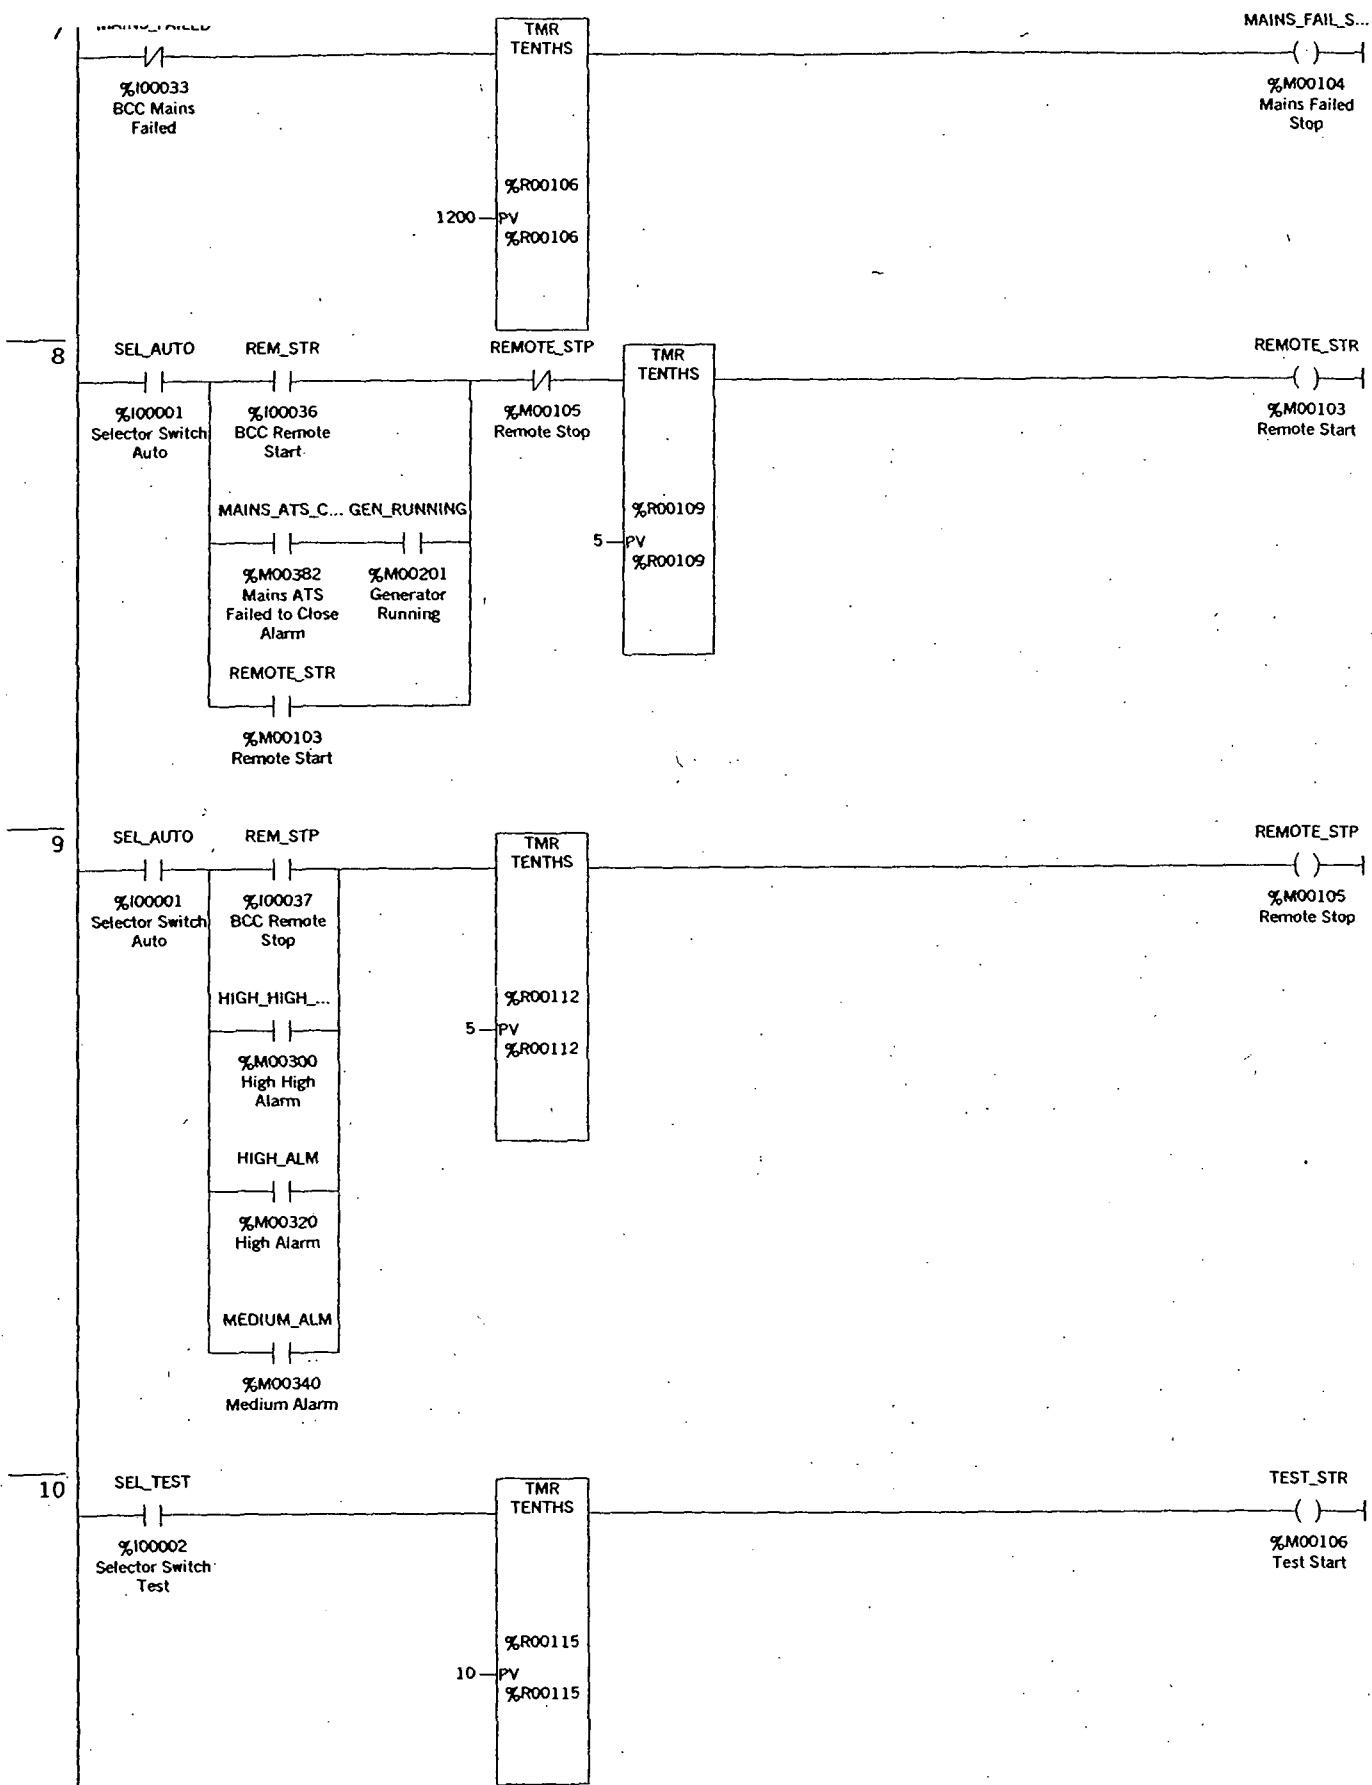 7
MAINS_FAILED
TMR
TENTHS
MAINS_FAIL_S...
%I00033
BCC Mains
Failed
%M00104
Mains Failed
Stop
%R00106
1200 PV
%R00106
8
SEL_AUTO REM_STR REMOTE_STP
TMR
TENTHS
REMOTE_STR
%I00001
Selector Switch
Auto
%I00036
BCC Remote
Start
%M00105
Remote Stop
%M00103
Remote Start
MAINS_ATS_C... GEN_RUNNING
%R00109
5 PV
%R00109
%M00382
Mains ATS
Failed to Close
Alarm
%M00201
Generator
Running
REMOTE_STR
%M00103
Remote Start
9
SEL_AUTO REM_STP
TMR
TENTHS
REMOTE_STP
%I00001
Selector Switch
Auto
%I00037
BCC Remote
Stop
%M00105
Remote Stop
HIGH_HIGH_...
%R00112
5 PV
%R00112
%M00300
High High
Alarm
HIGH_ALM
%M00320
High Alarm
MEDIUM_ALM
%M00340
Medium Alarm
10
SEL_TEST
TMR
TENTHS
TEST_STR
%I00002
Selector Switch
Test
%M00106
Test Start
%R00115
10 PV
%R00115